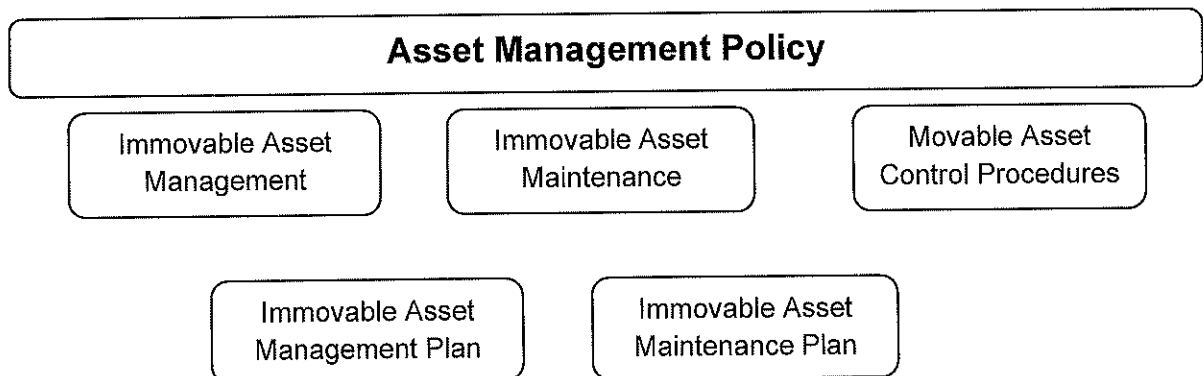 Asset Management Policy
Immovable Asset
Management
Immovable Asset
Maintenance
Movable Asset
Control Procedures
Immovable Asset
Management Plan
Immovable Asset
Maintenance Plan